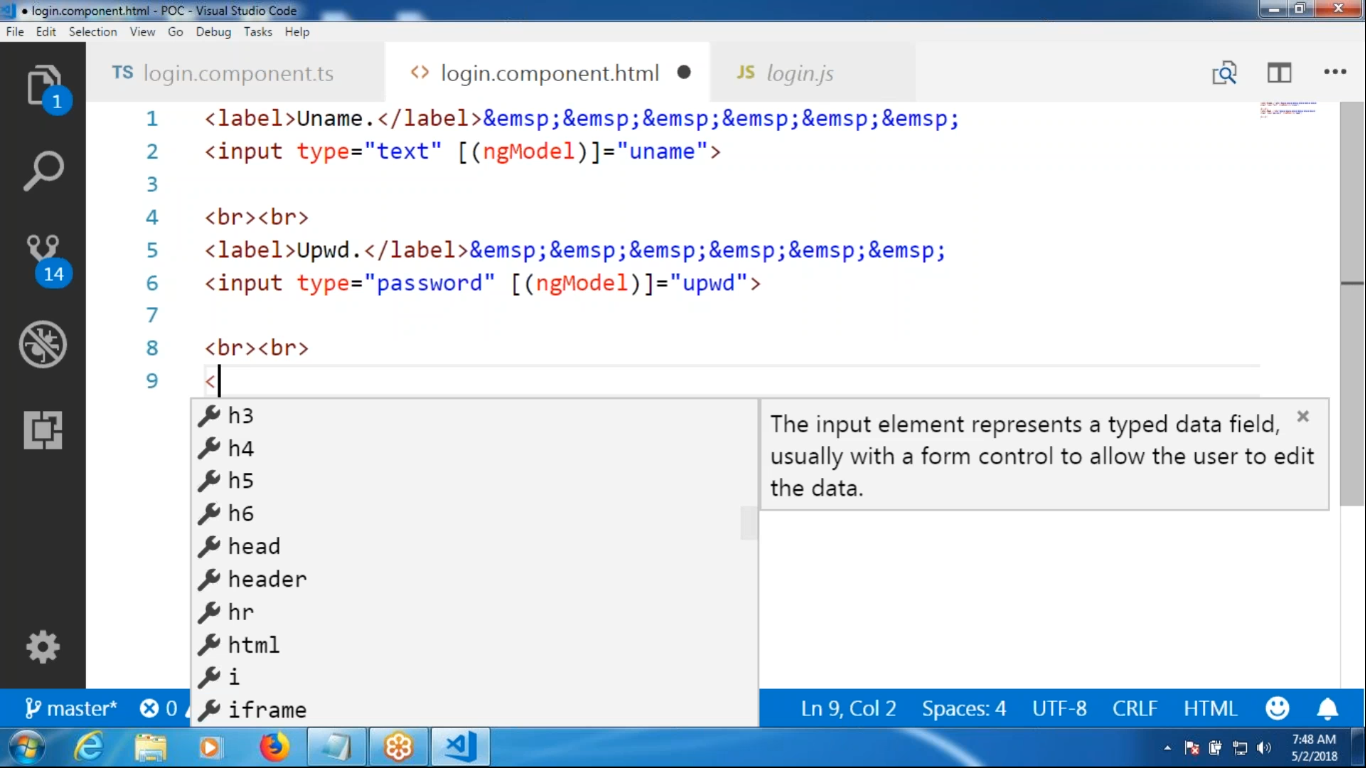 login.component.html - POC - Visual Studio Code
File Edit Selection View Go Debug Tasks Help
TS login.component.ts <> login.component.html JS login.js
1 <label>Uname.</label>&emsp;&emsp;&emsp;&emsp;&emsp;&emsp;
2 <input type="text" [(ngModel)]="uname">
3
4 <br><br>
5 <label>Upwd.</label>&emsp;&emsp;&emsp;&emsp;&emsp;&emsp;
6 <input type="password" [(ngModel)]="upwd">
7
8 <br><br>
9 <
1
14
h3
h4
h5
h6
head
header
hr
html
i
iframe
The input element represents a typed data field,
usually with a form control to allow the user to edit
the data.
master* 0 Ln 9, Col 2 Spaces: 4 UTF-8 CRLF HTML
7:48 AM
5/2/2018